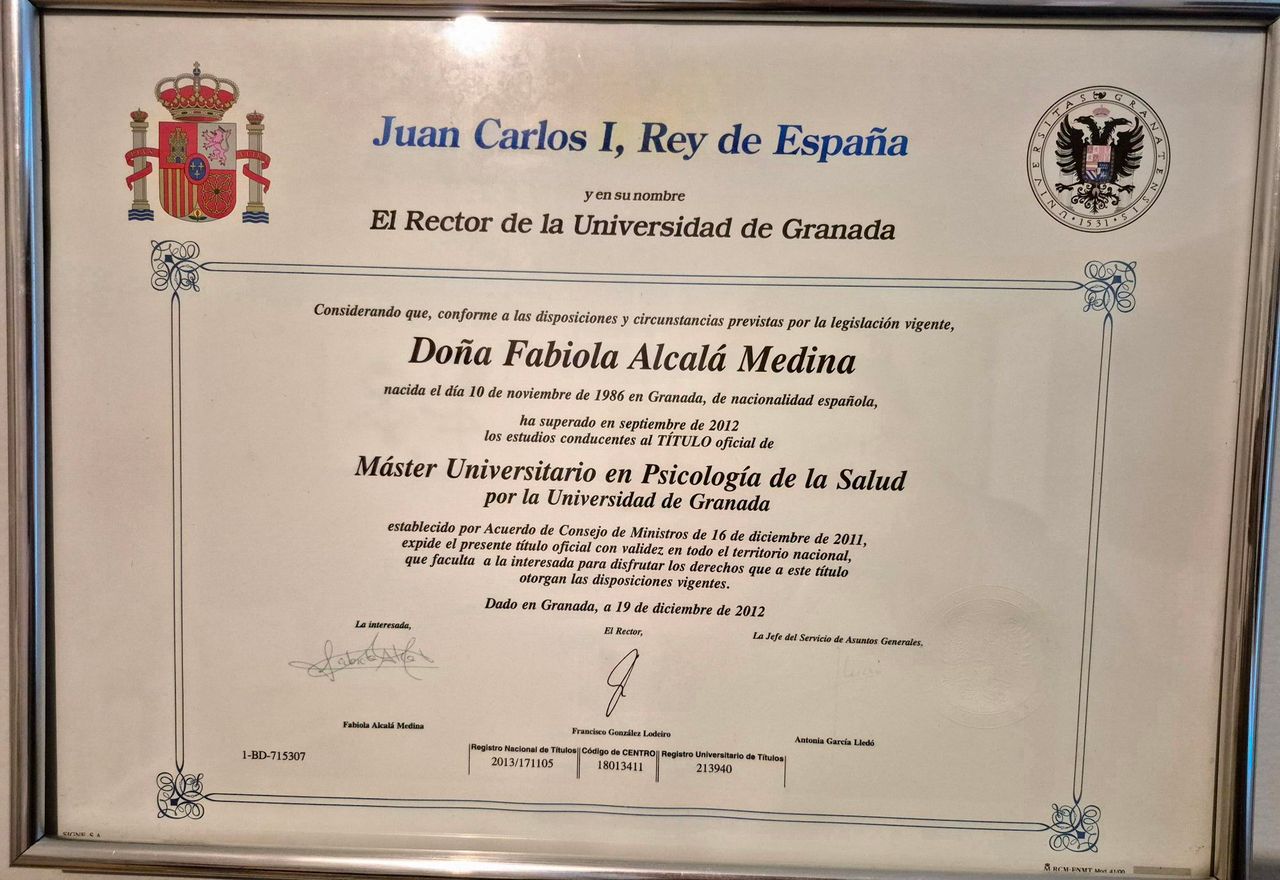 Juan Carlos I, Rey de España
y en su nombre
El Rector de la Universidad de Granada
UNIVERSITAS GRANATENSIS 1531
Considerando que, conforme a las disposiciones y circunstancias previstas por la legislación vigente,
Doña Fabiola Alcalá Medina
nacida el día 10 de noviembre de 1986 en Granada, de nacionalidad española,
ha superado en septiembre de 2012
los estudios conducentes al TÍTULO oficial de
Máster Universitario en Psicología de la Salud
por la Universidad de Granada
establecido por Acuerdo de Consejo de Ministros de 16 de diciembre de 2011,
expide el presente título oficial con validez en todo el territorio nacional,
que faculta a la interesada para disfrutar los derechos que a este título
otorgan las disposiciones vigentes.
Dado en Granada, a 19 de diciembre de 2012
La interesada,
El Rector,
La Jefe del Servicio de Asuntos Generales,
Fabiola Alcalá Medina
Francisco González Lodeiro
Antonia García Lledó
1-BD-715307
Registro Nacional de Títulos
2013/171105
Código de CENTRO
18013411
Registro Universitario de Títulos
213940
SIGNE S.A.
RCM-FNMT